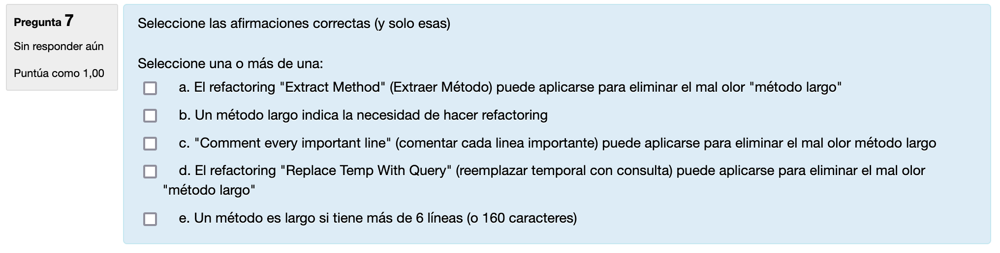 Pregunta 7
Sin responder aún
Puntúa como 1,00
Seleccione las afirmaciones correctas (y solo esas)
Seleccione una o más de una:
a. El refactoring "Extract Method" (Extraer Método) puede aplicarse para eliminar el mal olor "método largo"
b. Un método largo indica la necesidad de hacer refactoring
c. "Comment every important line" (comentar cada linea importante) puede aplicarse para eliminar el mal olor método largo
d. El refactoring "Replace Temp With Query" (reemplazar temporal con consulta) puede aplicarse para eliminar el mal olor
"método largo"
e. Un método es largo si tiene más de 6 líneas (o 160 caracteres)